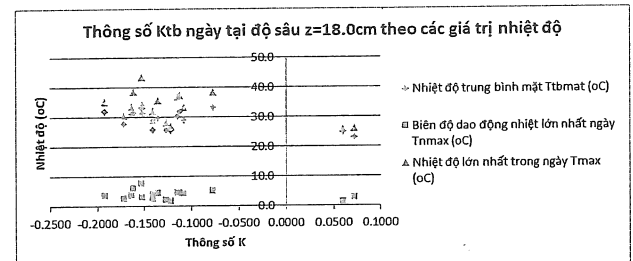 Thông số Ktb ngày tại độ sâu z=18.0cm theo các giá trị nhiệt độ
50.0
40.0
30.0
20.0
10.0
0.0
Nhiệt độ (oC)
-0.2500 -0.2000 -0.1500 -0.1000 -0.0500 0.0000 0.0500 0.1000
Thông số K
Nhiệt độ trung bình mặt Ttbmat (oC)
Biên độ dao động nhiệt lớn nhất ngày
Tnmax (oC)
Nhiệt độ lớn nhất trong ngày Tmax
(oC)